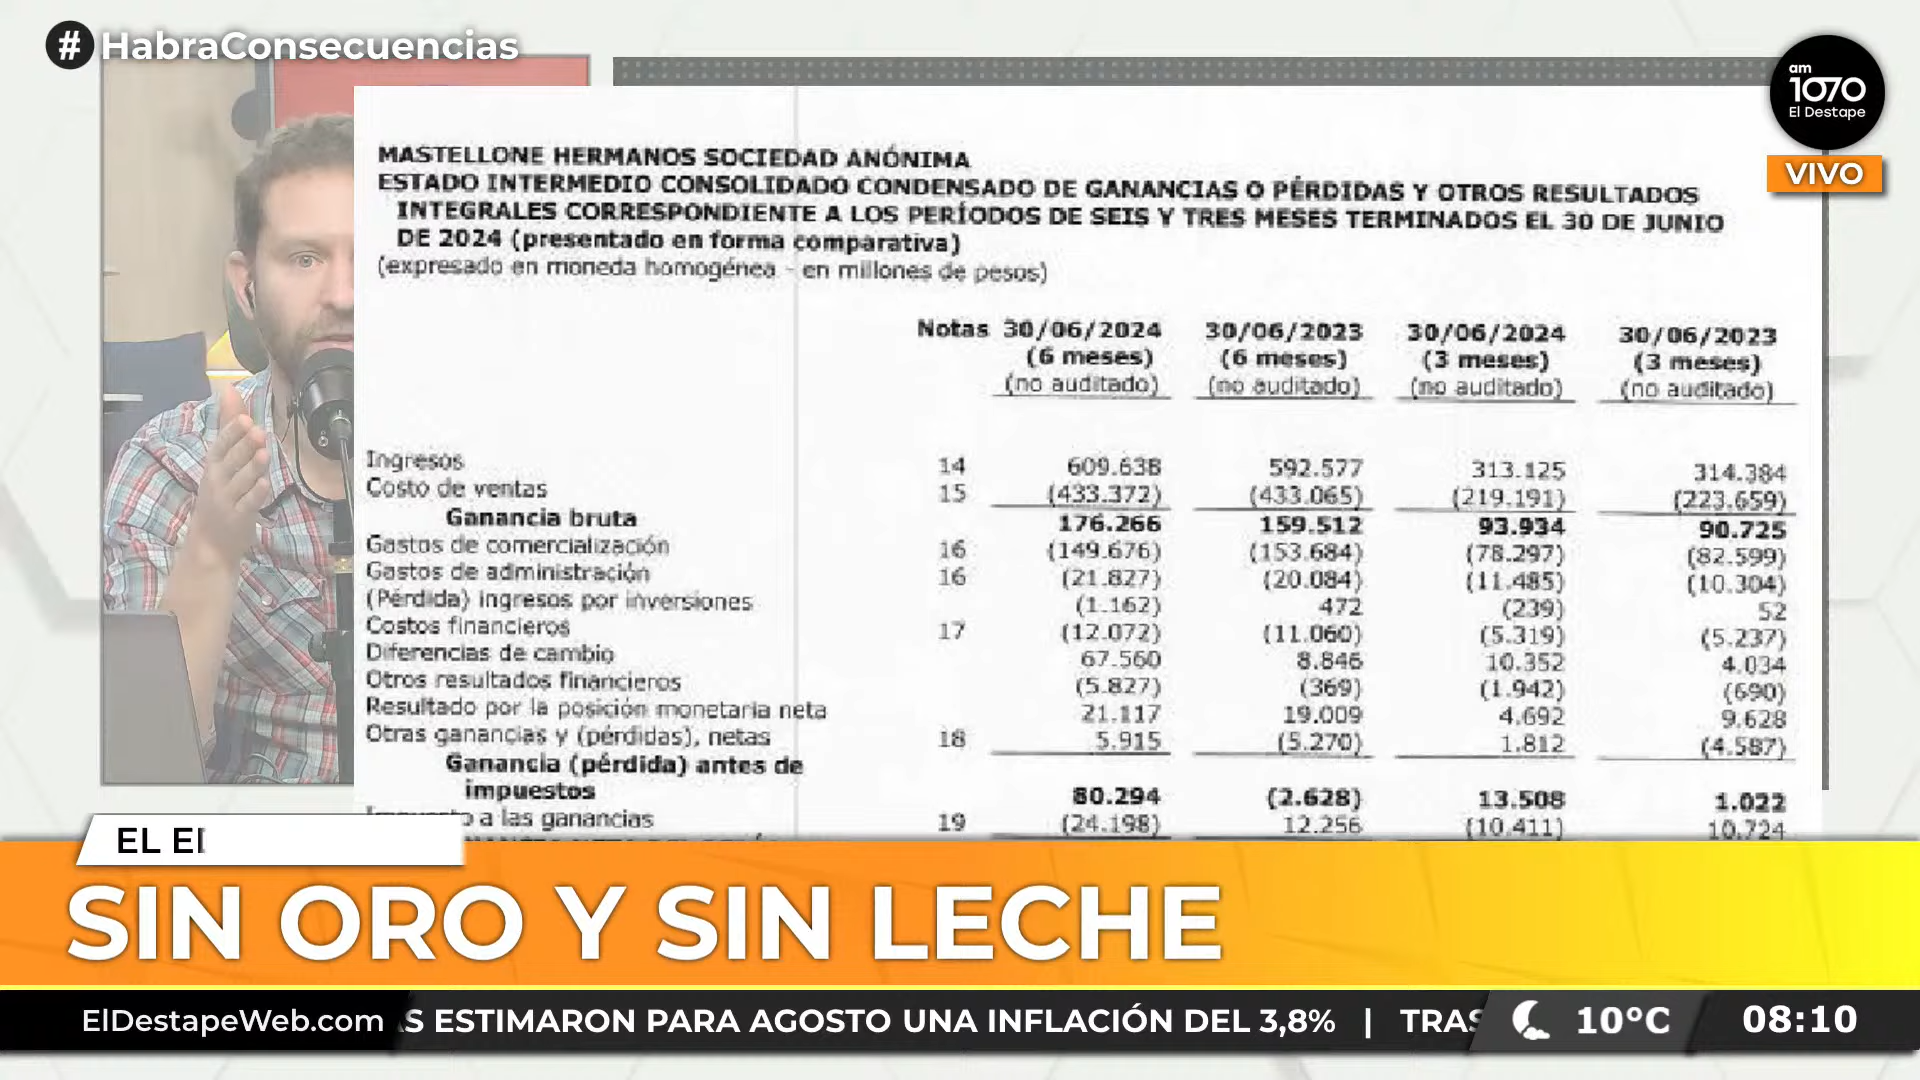 #HabraConsecuencias
am
1070
El Destape
VIVO
MASTELLONE HERMANOS SOCIEDAD ANÓNIMA
ESTADO INTERMEDIO CONSOLIDADO CONDENSADO DE GANANCIAS O PÉRDIDAS Y OTROS RESULTADOS
INTEGRALES CORRESPONDIENTE A LOS PERÍODOS DE SEIS Y TRES MESES TERMINADOS EL 30 DE JUNIO
DE 2024 (presentado en forma comparativa)
(expresado en moneda homogénea - en millones de pesos)
Notas 30/06/2024 30/06/2023 30/06/2024 30/06/2023
(6 meses) (6 meses) (3 meses) (3 meses)
(no auditado) (no auditado) (no auditado) (no auditado)
Ingresos 14 609.638 592.577 313.125 314.384
Costo de ventas 15 (433.372) (433.065) (219.191) (223.659)
Ganancia bruta 176.266 159.512 93.934 90.725
Gastos de comercialización 16 (149.676) (153.684) (78.297) (82.599)
Gastos de administración 16 (21.827) (20.084) (11.485) (10.304)
(Pérdida) ingresos por inversiones (1.162) 472 (239) 52
Costos financieros 17 (12.072) (11.060) (5.319) (5.237)
Diferencias de cambio 67.560 8.846 10.352 4.034
Otros resultados financieros (5.827) (369) (1.942) (690)
Resultado por la posición monetaria neta 21.117 19.009 4.692 9.628
Otras ganancias y (pérdidas), netas 18 5.915 (5.270) 1.812 (4.587)
Ganancia (pérdida) antes de
impuestos 80.294 (2.628) 13.508 1.022
a las ganancias 19 (24.198) 12.256 (10.411) 10.724
EL
SIN ORO Y SIN LECHE
ElDestapeWeb.com S ESTIMARON PARA AGOSTO UNA INFLACIÓN DEL 3,8% | TRAS 10°C 08:10